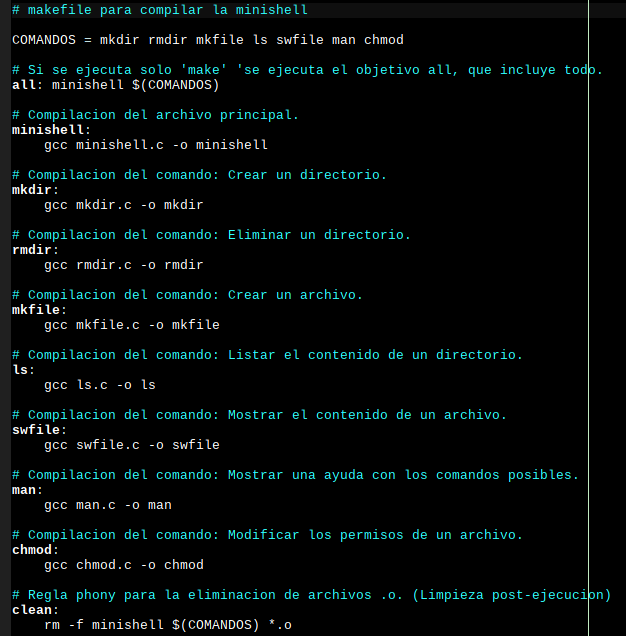 # makefile para compilar la minishell
COMANDOS = mkdir rmdir mkfile ls swfile man chmod
# Si se ejecuta solo 'make' 'se ejecuta el objetivo all, que incluye todo.
all: minishell $(COMANDOS)
# Compilacion del archivo principal.
minishell:
    gcc minishell.c -o minishell
# Compilacion del comando: Crear un directorio.
mkdir:
    gcc mkdir.c -o mkdir
# Compilacion del comando: Eliminar un directorio.
rmdir:
    gcc rmdir.c -o rmdir
# Compilacion del comando: Crear un archivo.
mkfile:
    gcc mkfile.c -o mkfile
# Compilacion del comando: Listar el contenido de un directorio.
ls:
    gcc ls.c -o ls
# Compilacion del comando: Mostrar el contenido de un archivo.
swfile:
    gcc swfile.c -o swfile
# Compilacion del comando: Mostrar una ayuda con los comandos posibles.
man:
    gcc man.c -o man
# Compilacion del comando: Modificar los permisos de un archivo.
chmod:
    gcc chmod.c -o chmod
# Regla phony para la eliminacion de archivos .o. (Limpieza post-ejecucion)
clean:
    rm -f minishell $(COMANDOS) *.o